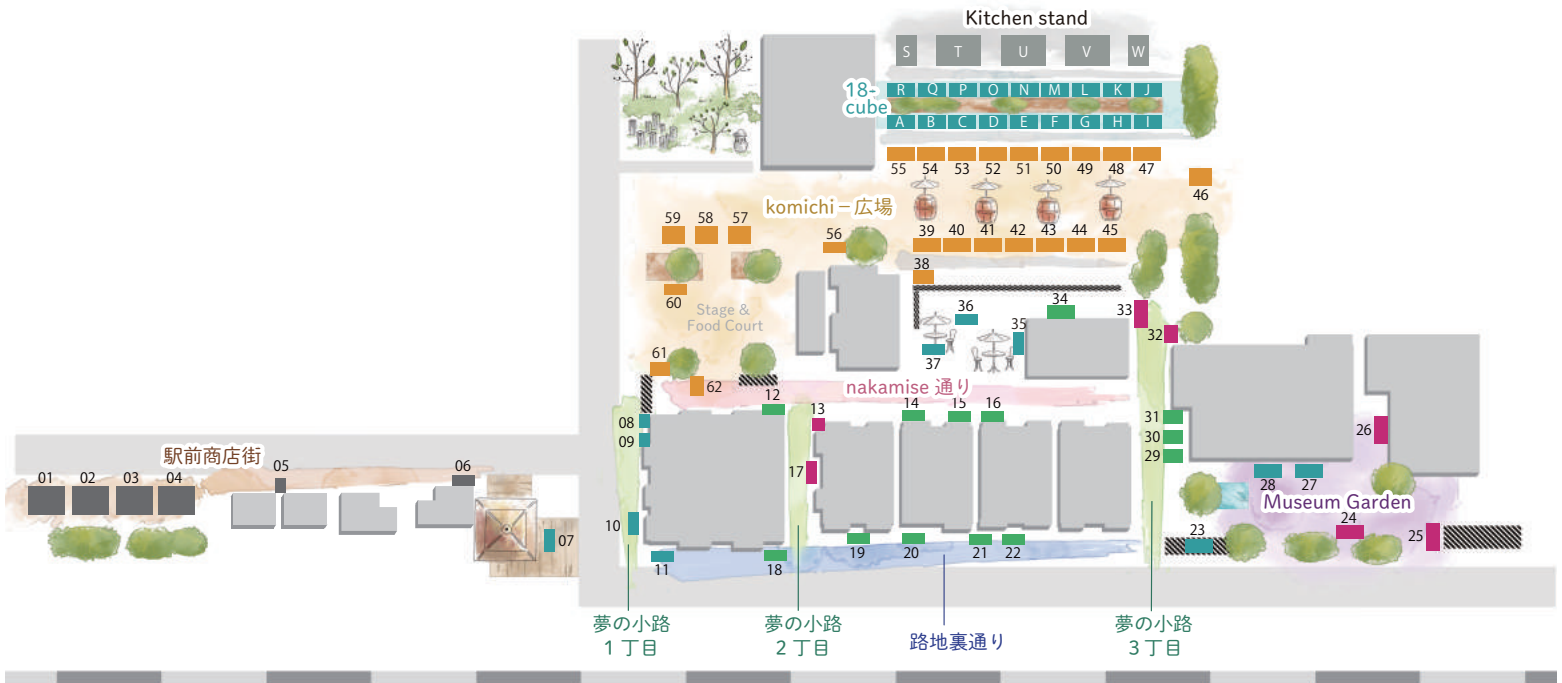 Kitchen stand
S T U V W
18-
cube
R Q P O N M L K J
A B C D E F G H I
55 54 53 52 51 50 49 48 47
46
komichi－広場
59 58 57
56
39 40 41 42 43 44 45
38
60
Stage &
Food Court
36
34
35
33
32
37
61
62
nakamise 通り
12
13
14 15 16
08
09
31
30
29
26
駅前商店街
01 02 03 04
05
06
17
28 27
Museum Garden
10
07
24
23
25
11
18
19 20 21 22
夢の小路
1 丁目
夢の小路
2 丁目
路地裏通り
夢の小路
3 丁目